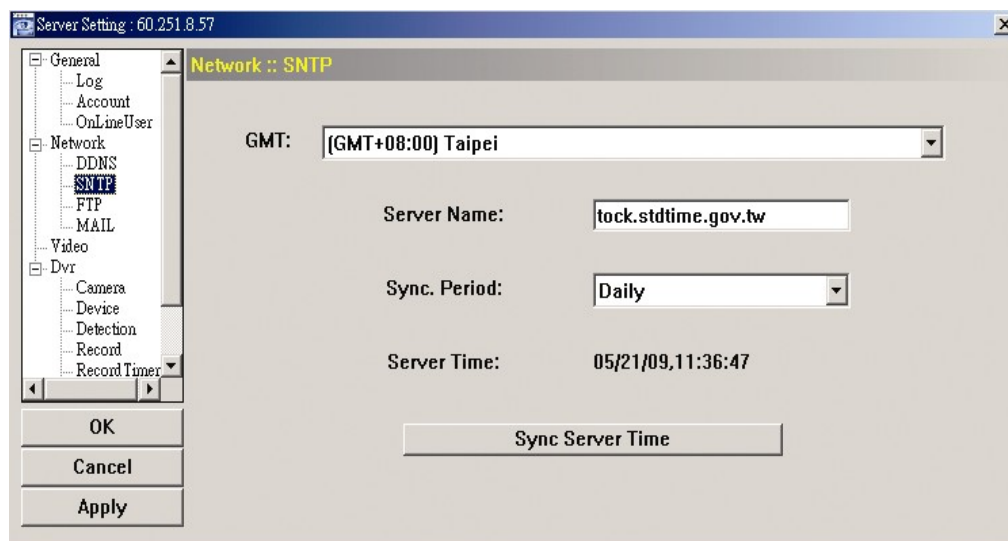 Server Setting : 60.251.8.57
General
Log
Account
OnLineUser
Network
DDNS
SNTP
FTP
MAIL
Video
Dvr
Camera
Device
Detection
Record
Record Timer
OK
Cancel
Apply
Network :: SNTP
GMT: (GMT+08:00) Taipei
Server Name: tock.stdtime.gov.tw
Sync. Period: Daily
Server Time: 05/21/09,11:36:47
Sync Server Time